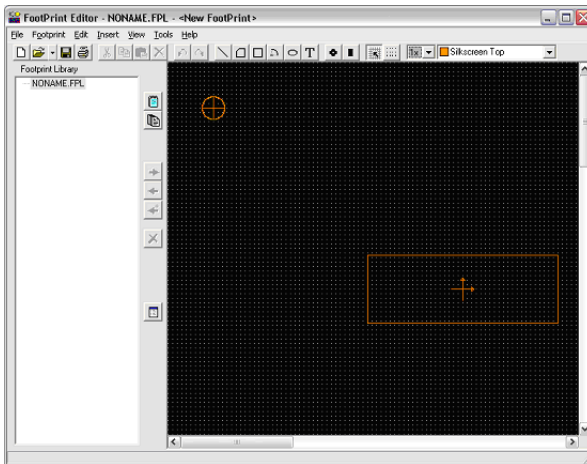 FootPrint Editor - NONAME.FPL - <New FootPrint>
File Footprint Edit Insert View Tools Help
T 1x Silkscreen Top
Footprint Library
NONAME.FPL